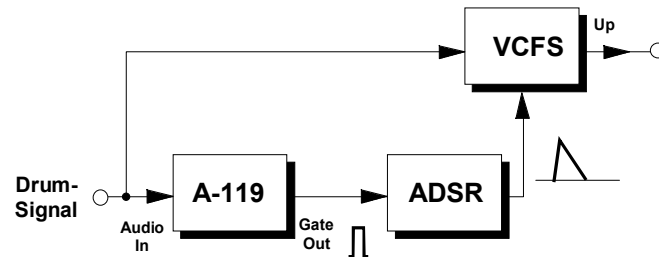 VCFS
Up
Drum-
Signal
A-119
ADSR
Audio
In
Gate
Out